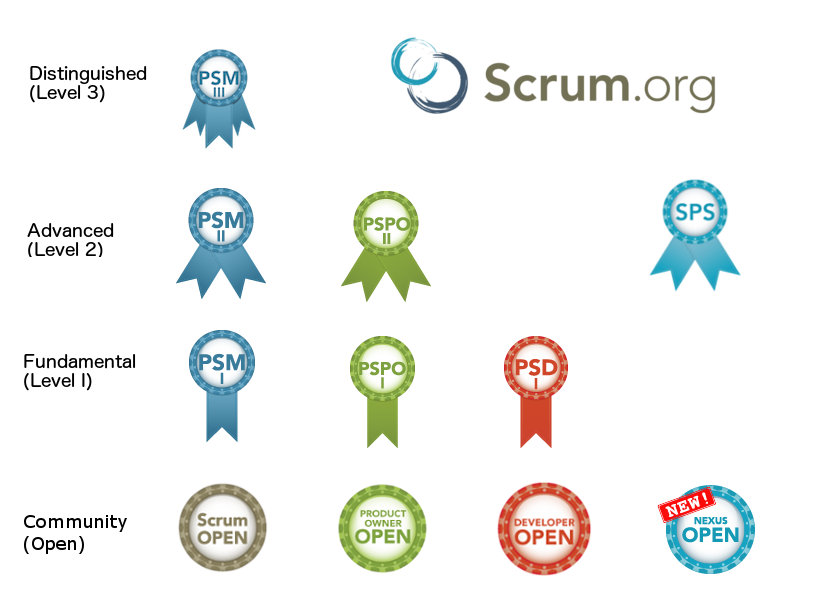 Distinguished
(Level 3)
PSM
III
Scrum.org
Advanced
(Level 2)
PSM
II
PSPO
II
SPS
Fundamental
(Level I)
PSM
I
PSPO
I
PSD
I
Community
(Open)
Scrum
OPEN
PRODUCT
OWNER
OPEN
DEVELOPER
OPEN
NEW!
NEXUS
OPEN